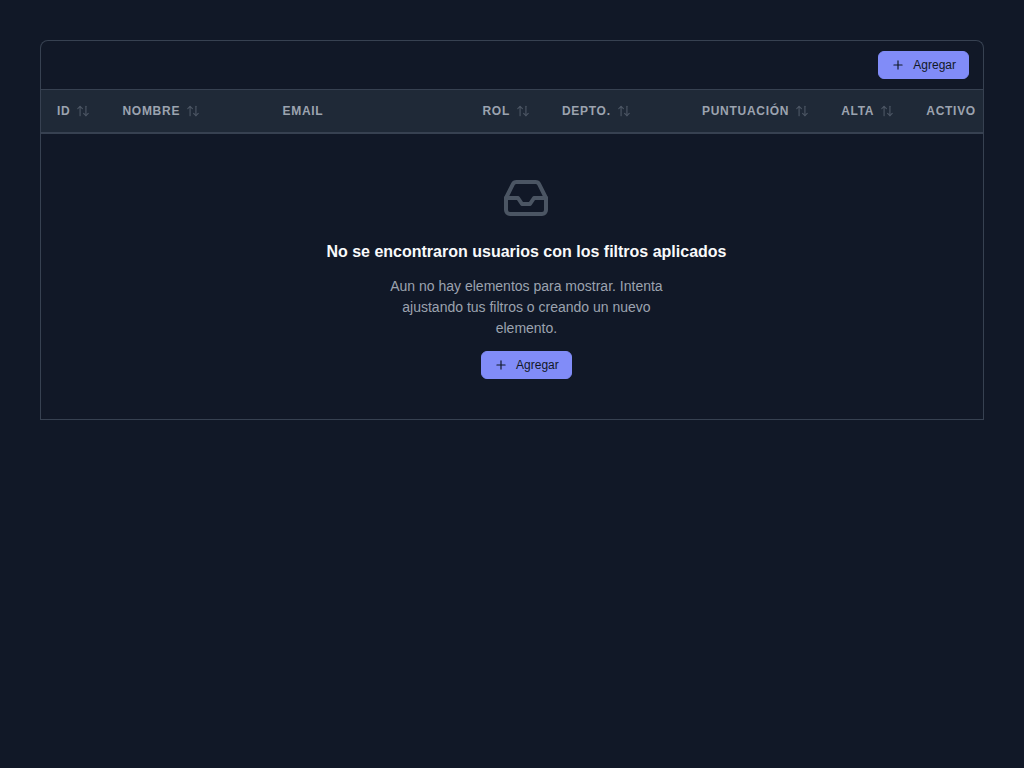 Agregar
ID NOMBRE EMAIL ROL DEPTO. PUNTUACIÓN ALTA ACTIVO
No se encontraron usuarios con los filtros aplicados
Aun no hay elementos para mostrar. Intenta
ajustando tus filtros o creando un nuevo
elemento.
Agregar